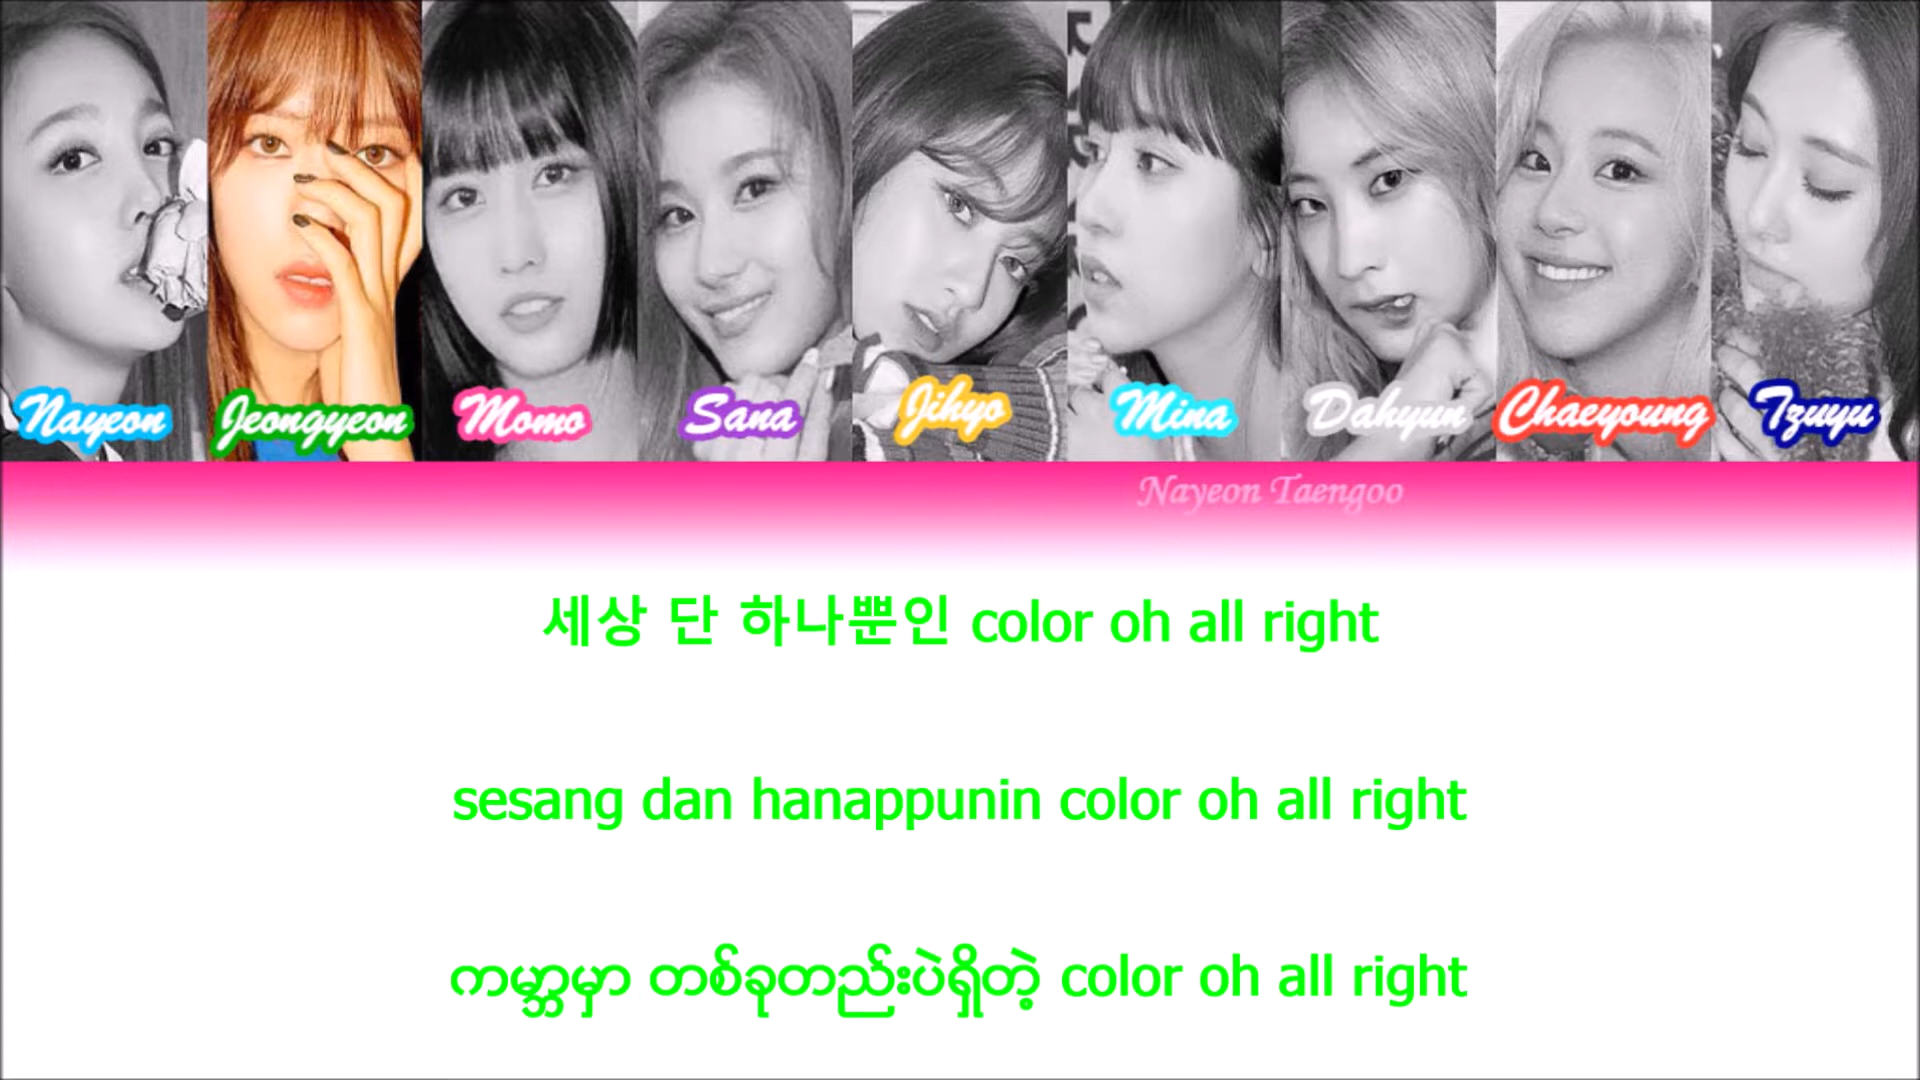 Nayeon Jeongyeon Momo Sana Jihyo Mina Dahyun Chaeyoung Tzuyu
Nayeon Taengoo
세상 단 하나뿐인 color oh all right
sesang dan hanappunin color oh all right
ကမ္ဘာမှာ တစ်ခုတည်းပဲရှိတဲ့ color oh all right